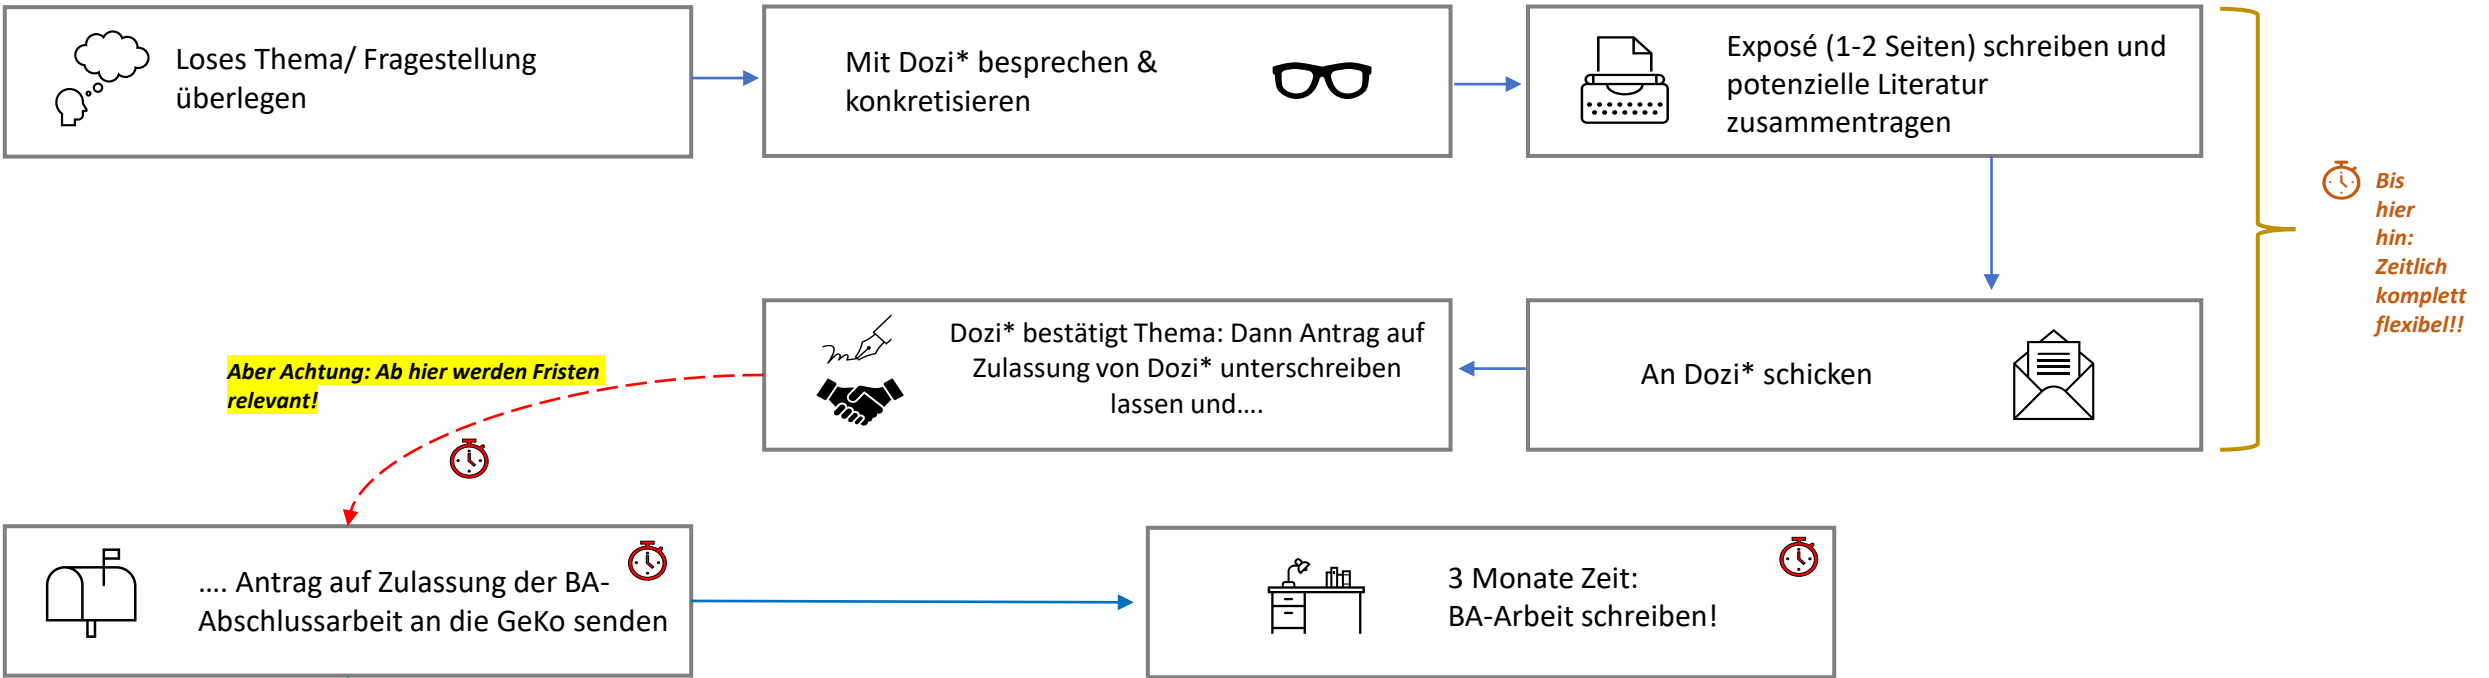 Loses Thema/ Fragestellung
überlegen
Mit Dozi* besprechen &
konkretisieren
Exposé (1-2 Seiten) schreiben und
potenzielle Literatur
zusammentragen
Bis
hier
hin:
Zeitlich
komplett
flexibel!!
An Dozi* schicken
Dozi* bestätigt Thema: Dann Antrag auf
Zulassung von Dozi* unterschreiben
lassen und....
Aber Achtung: Ab hier werden Fristen
relevant!
.... Antrag auf Zulassung der BA-
Abschlussarbeit an die GeKo senden
3 Monate Zeit:
BA-Arbeit schreiben!